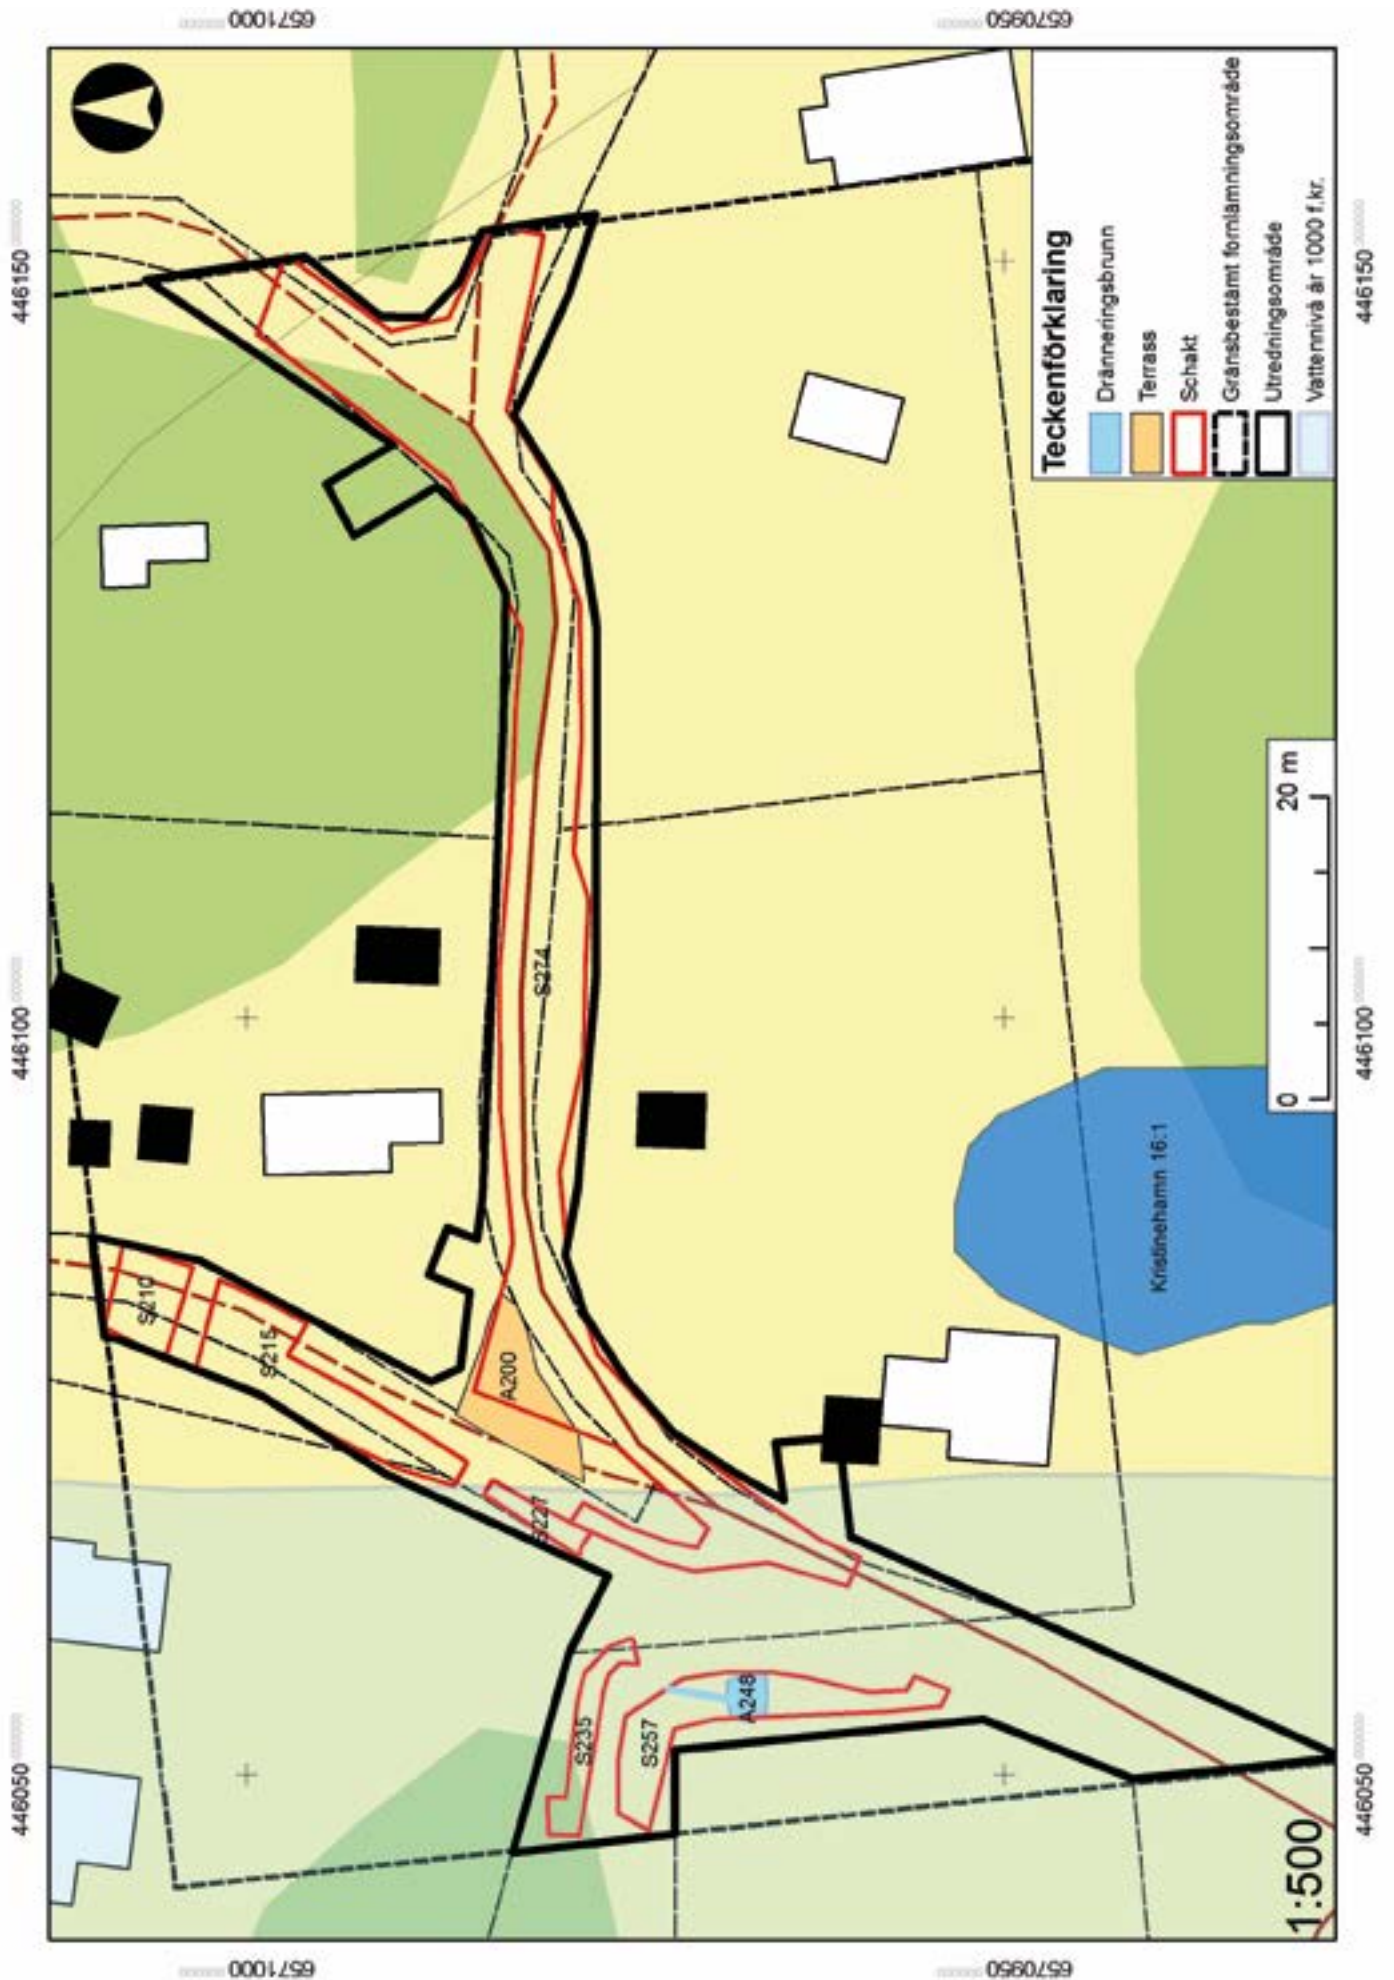 6571000
6570950
446150
446150
446100
446100
446050
446050
6571000
6570950
Teckenförklaring
Dränneringsbrunn
Terrass
Schakt
Gränsbestämt fornlämningsområde
Utredningsområde
Vattennivå år 1000 f.kr.
S210
S215
A200
S227
S274
S235
S257
A248
Kristinehamn 16:1
0
20 m
1:500